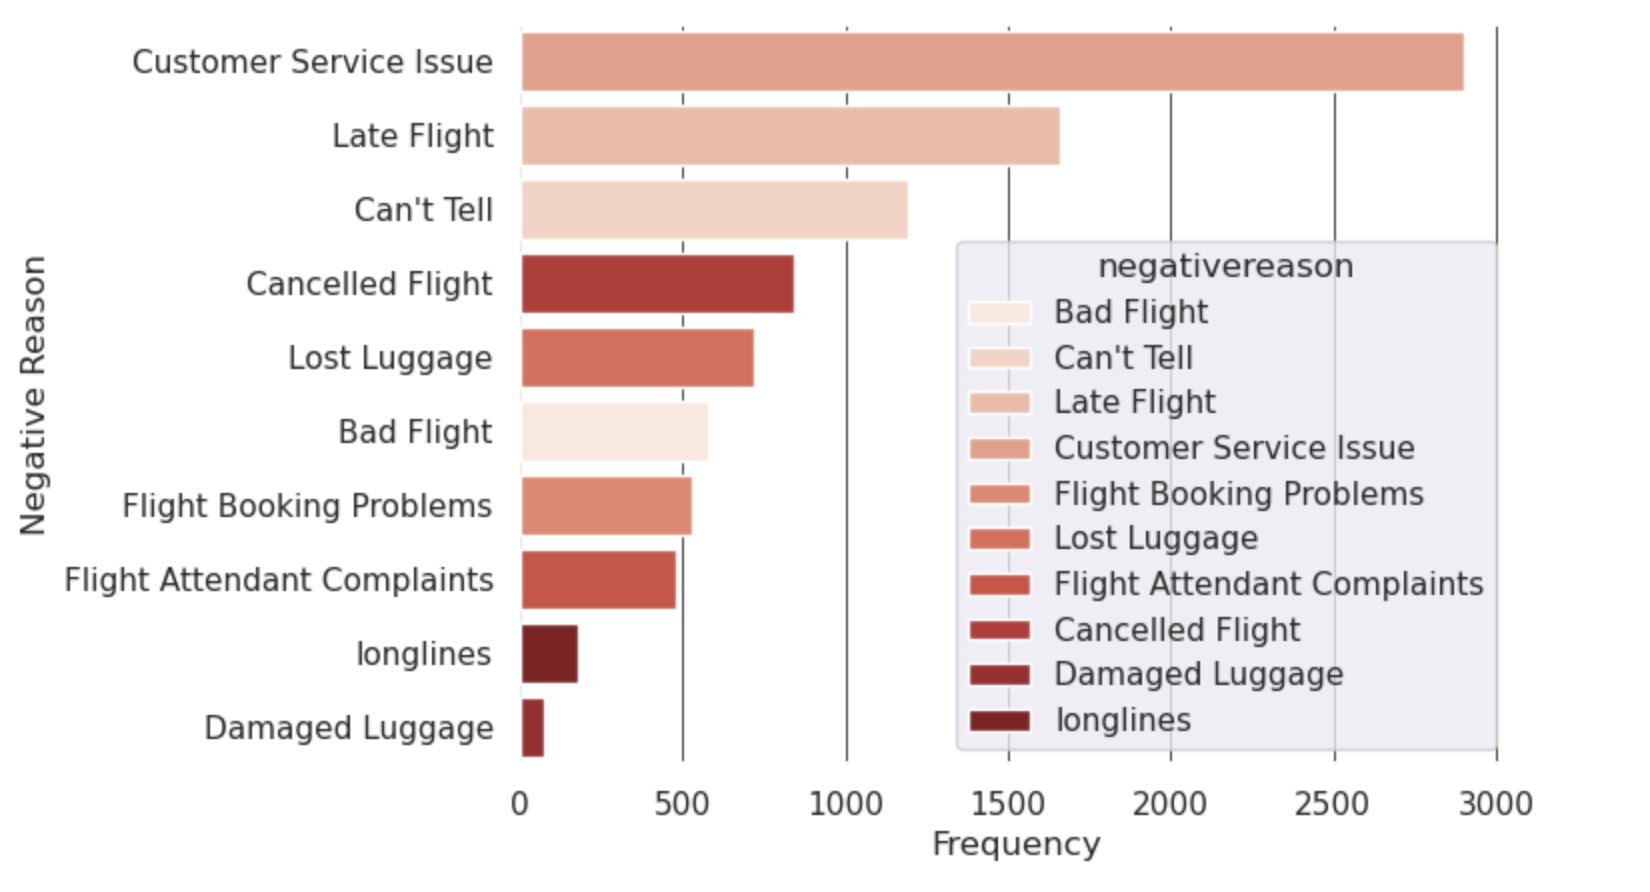 Customer Service Issue
Late Flight
Can't Tell
Cancelled Flight
Lost Luggage
Bad Flight
Flight Booking Problems
Flight Attendant Complaints
longlines
Damaged Luggage
Negative Reason
negativereason
Bad Flight
Can't Tell
Late Flight
Customer Service Issue
Flight Booking Problems
Lost Luggage
Flight Attendant Complaints
Cancelled Flight
Damaged Luggage
longlines
0 500 1000 1500 2000 2500 3000
Frequency